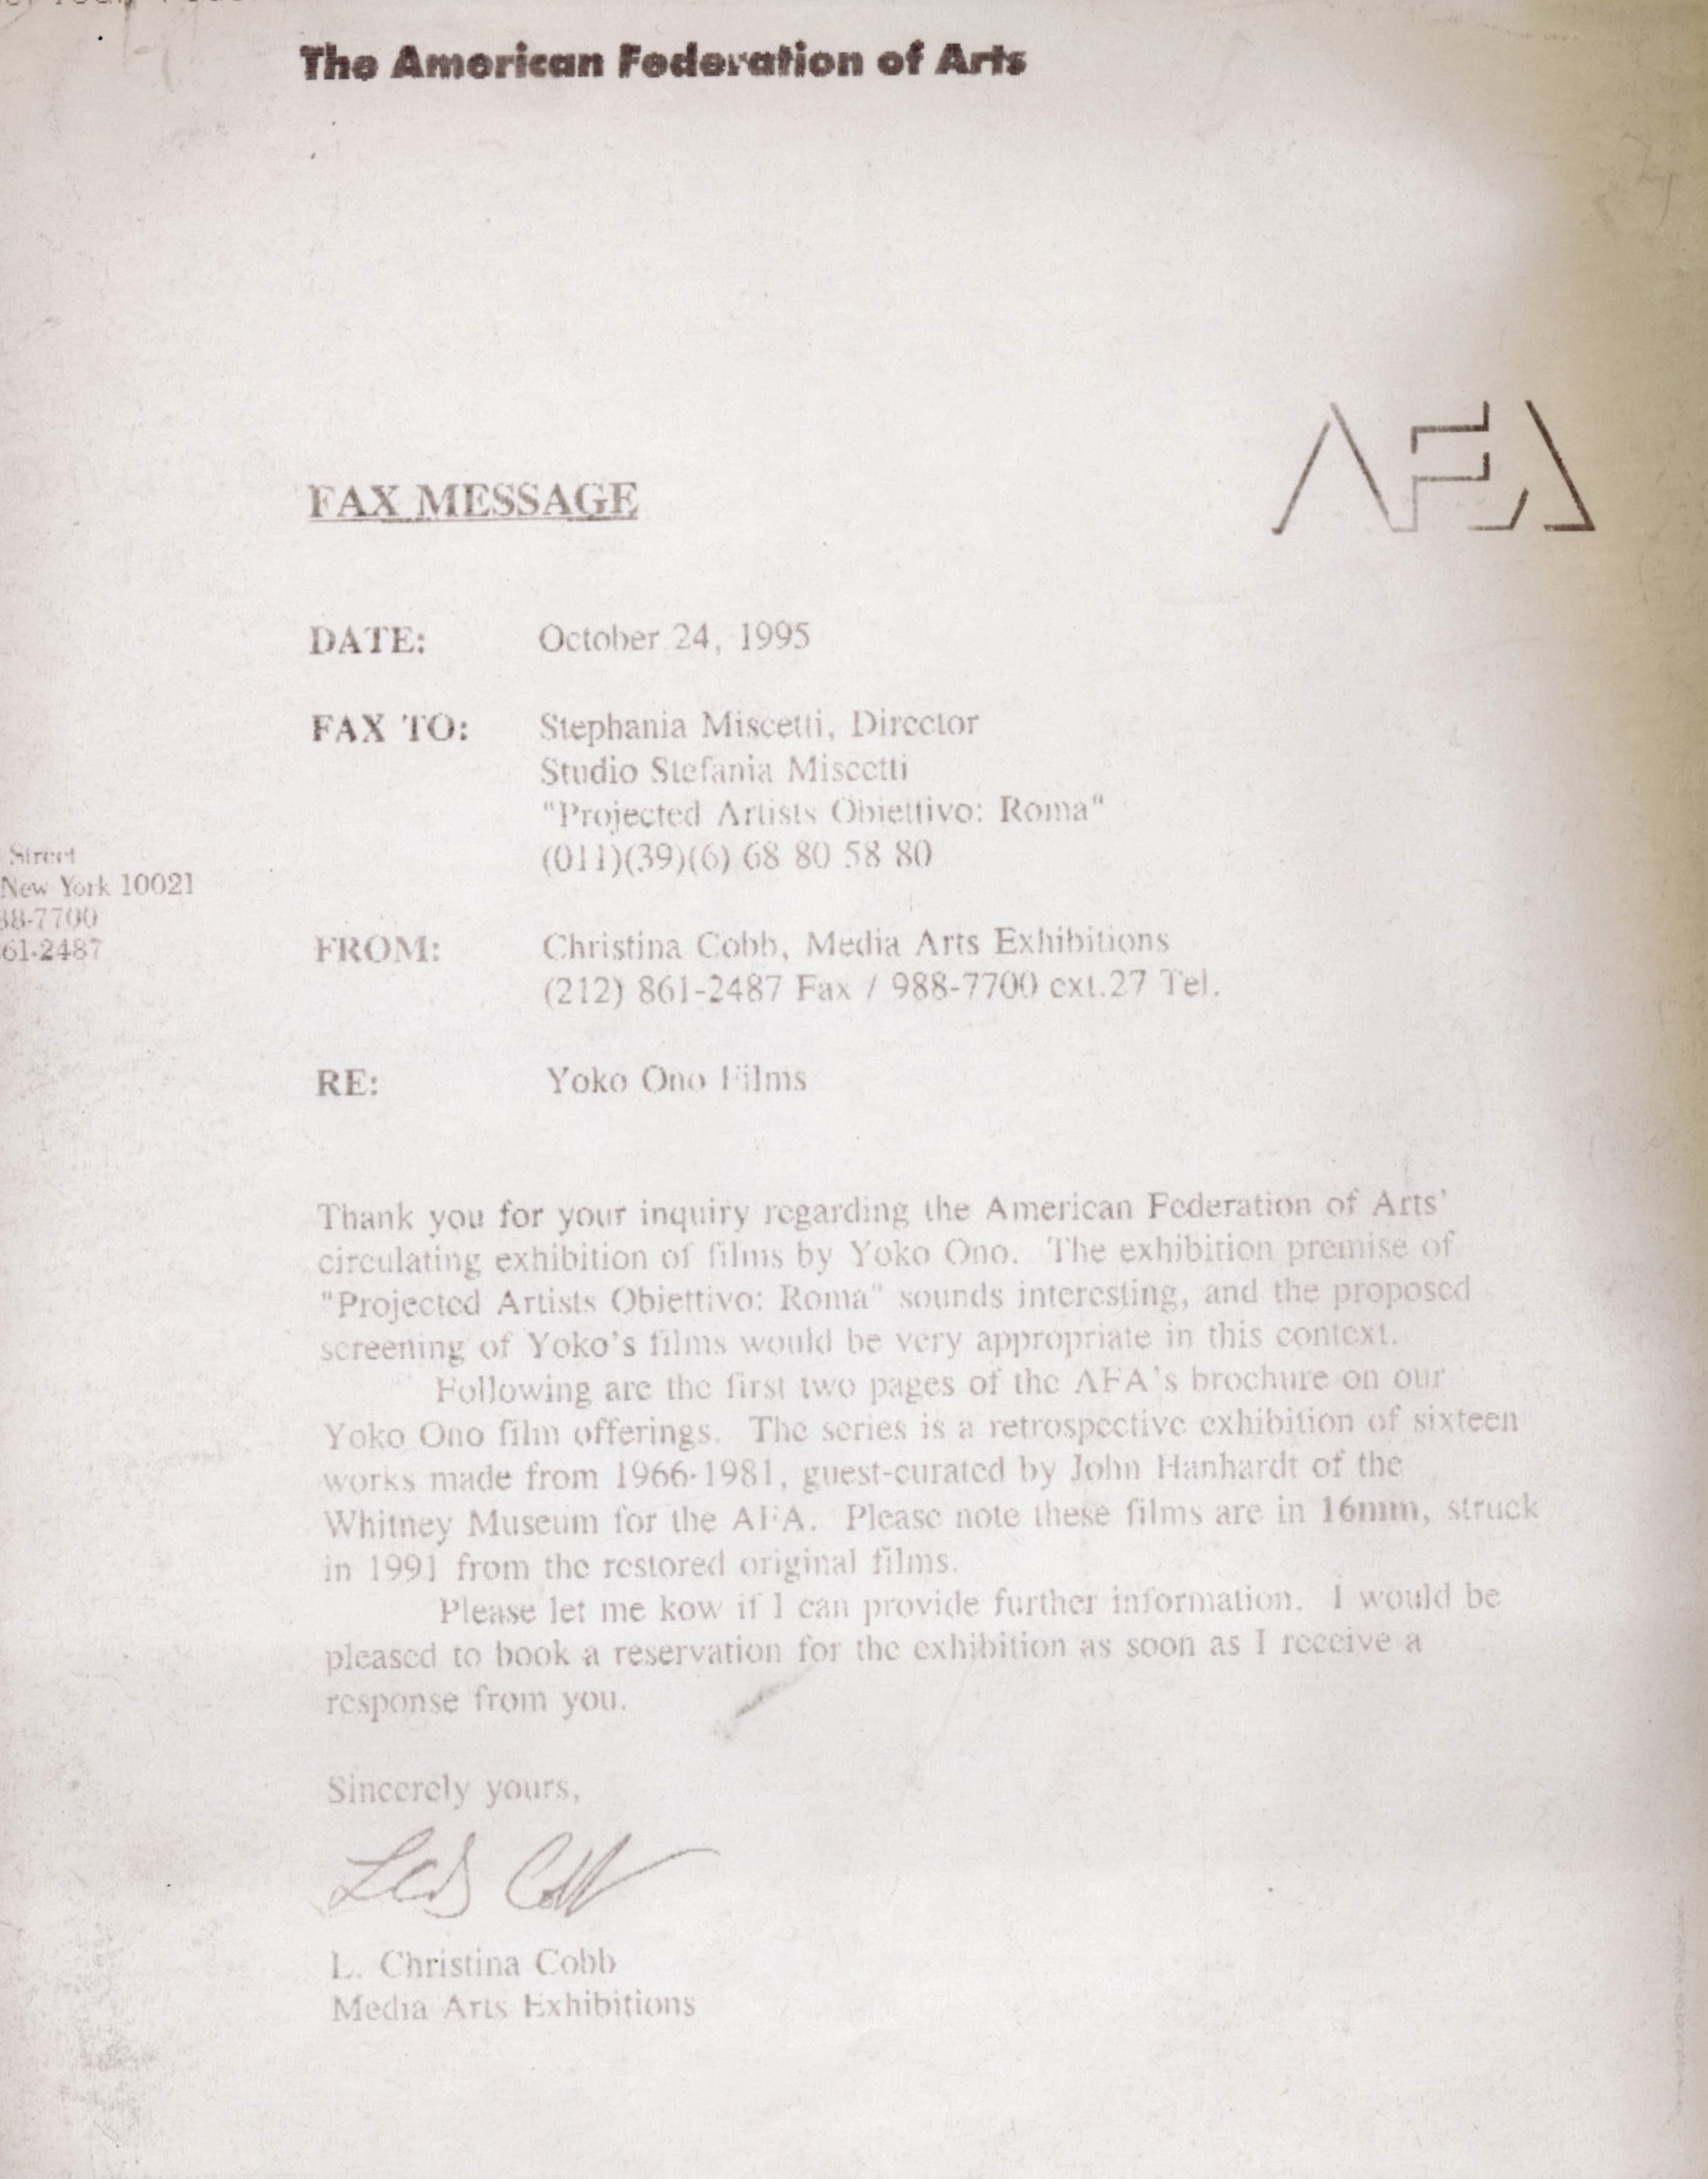 The American Federation of Arts
AFA
FAX MESSAGE
DATE: October 24, 1995
FAX TO: Stephania Miscetti, Director
Studio Stefania Miscetti
"Projected Artists Obiettivo: Roma"
(011)(39)(6) 68 80 58 80
Street
New York 10021
88-7700
61-2487
FROM: Christina Cobb, Media Arts Exhibitions
(212) 861-2487 Fax / 988-7700 ext.27 Tel.
RE: Yoko Ono Films
Thank you for your inquiry regarding the American Federation of Arts'
circulating exhibition of films by Yoko Ono. The exhibition premise of
"Projected Artists Obiettivo: Roma" sounds interesting, and the proposed
screening of Yoko's films would be very appropriate in this context.
Following are the first two pages of the AFA's brochure on our
Yoko Ono film offerings. The series is a retrospective exhibition of sixteen
works made from 1966-1981, guest-curated by John Hanhardt of the
Whitney Museum for the AFA. Please note these films are in 16mm, struck
in 1991 from the restored original films.
Please let me kow if I can provide further information. I would be
pleased to book a reservation for the exhibition as soon as I receive a
response from you.
Sincerely yours,
L. Christina Cobb
Media Arts Exhibitions